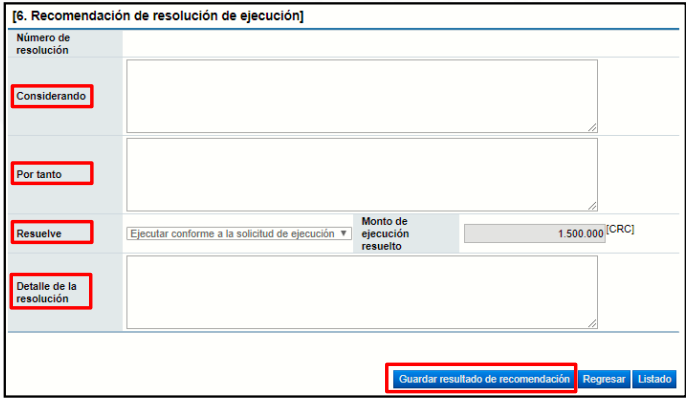 [6. Recomendación de resolución de ejecución]
Número de
resolución
Considerando
Por tanto
Resuelve
Ejecutar conforme a la solicitud de ejecución
Monto de
ejecución
resuelto
1.500.000 [CRC]
Detalle de la
resolución
Guardar resultado de recomendación Regresar Listado